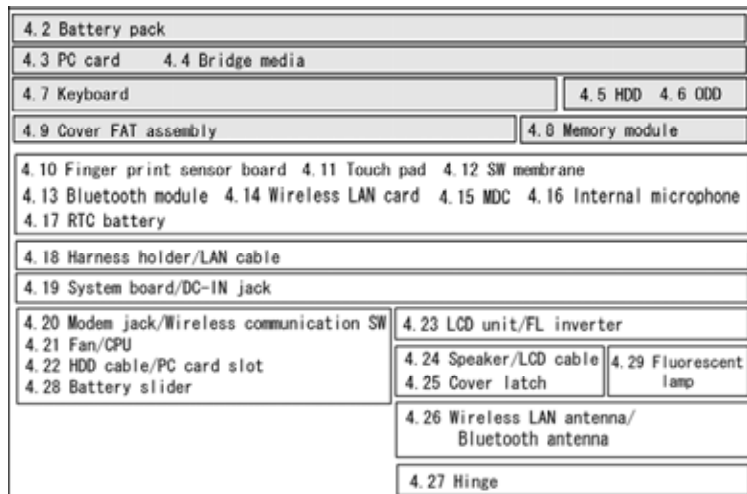 4.2 Battery pack
4.3 PC card 4.4 Bridge media
4.7 Keyboard
4.5 HDD 4.6 ODD
4.9 Cover FAT assembly
4.8 Memory module
4.10 Finger print sensor board 4.11 Touch pad 4.12 SW membrane
4.13 Bluetooth module 4.14 Wireless LAN card 4.15 MDC 4.16 Internal microphone
4.17 RTC battery
4.18 Harness holder/LAN cable
4.19 System board/DC-IN jack
4.20 Modem jack/Wireless communication SW
4.21 Fan/CPU
4.22 HDD cable/PC card slot
4.28 Battery slider
4.23 LCD unit/FL inverter
4.24 Speaker/LCD cable
4.25 Cover latch
4.29 Fluorescent
lamp
4.26 Wireless LAN antenna/
Bluetooth antenna
4.27 Hinge